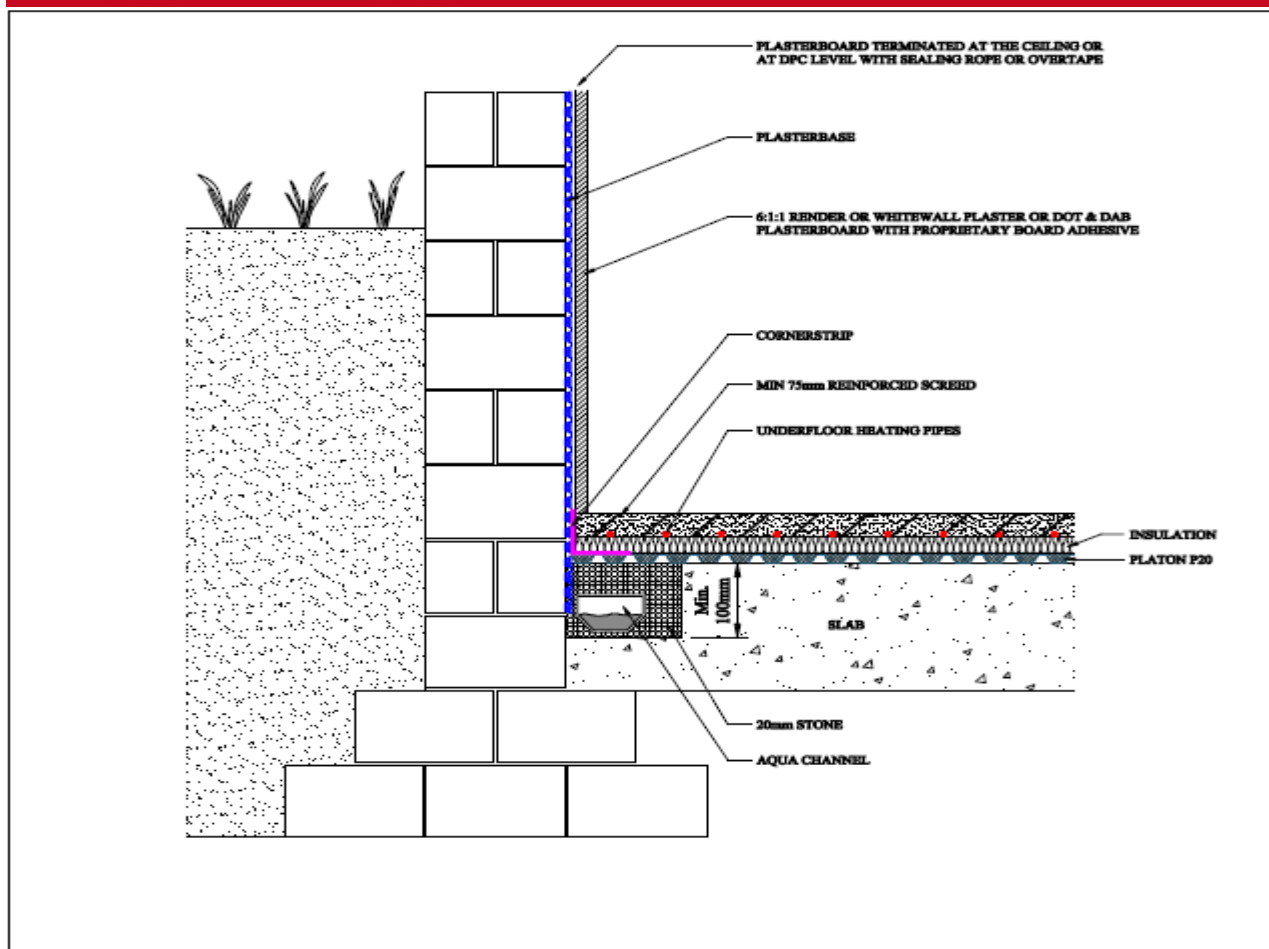 PLASTERBOARD TERMINATED AT THE CEILING OR
AT DPC LEVEL WITH SEALING ROPE OR OVERTAPE
PLASTERBASE
6:1:1 RENDER OR WHITEWALL PLASTER OR DOT & DAB
PLASTERBOARD WITH PROPRIETARY BOARD ADHESIVE
CORNERSTRIP
MIN 75mm REINFORCED SCREED
UNDERFLOOR HEATING PIPES
INSULATION
PLATON P20
Min.
100mm
SLAB
20mm STONE
AQUA CHANNEL